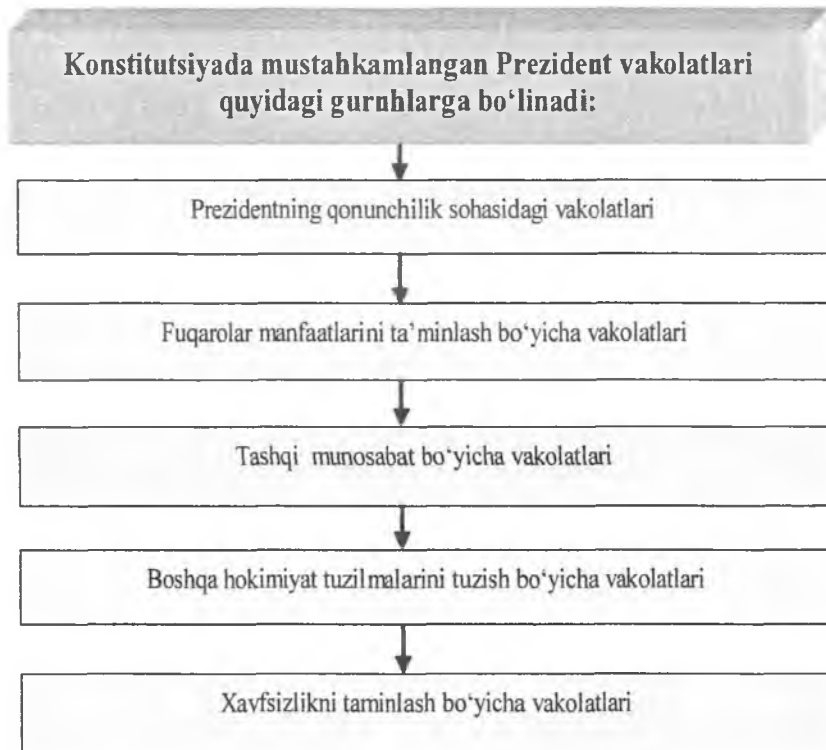 Konstitutsiyada mustahkamlangan Prezident vakolatlari
quyidagi guruhlarga bo‘linadi:
Prezidentning qonunchilik sohasidagi vakolatlari
Fuqarolar manfaatlarini ta’minlash bo‘yicha vakolatlari
Tashqi munosabat bo‘yicha vakolatlari
Boshqa hokimiyat tuzilmalarini tuzish bo‘yicha vakolatlari
Xavfsizlikni taminlash bo‘yicha vakolatlari